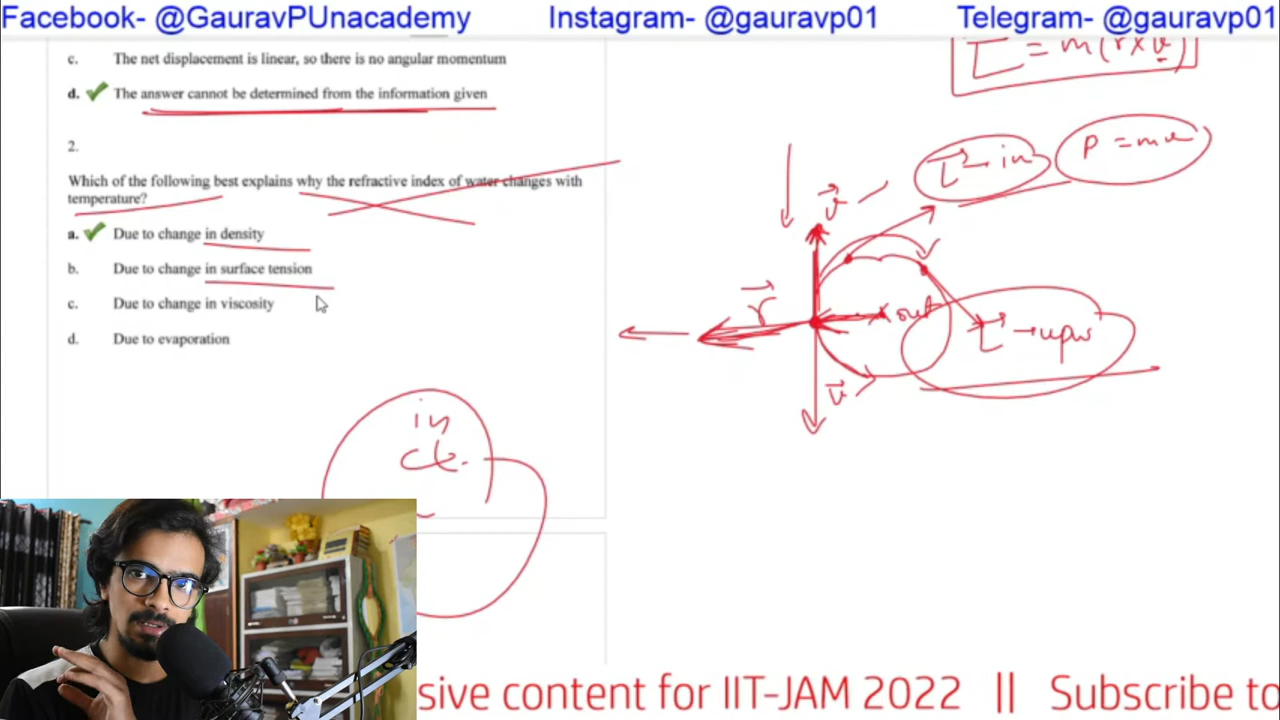 Facebook- @GauravPUnacademy Instagram- @gauravp01 Telegram- @gauravp01
c. The net displacement is linear, so there is no angular momentum
d. The answer cannot be determined from the information given
2.
Which of the following best explains why the refractive index of water changes with
temperature?
a. Due to change in density
b. Due to change in surface tension
c. Due to change in viscosity
d. Due to evaporation
in
P = mv
in
out
sive content for IIT-JAM 2022 || Subscribe to